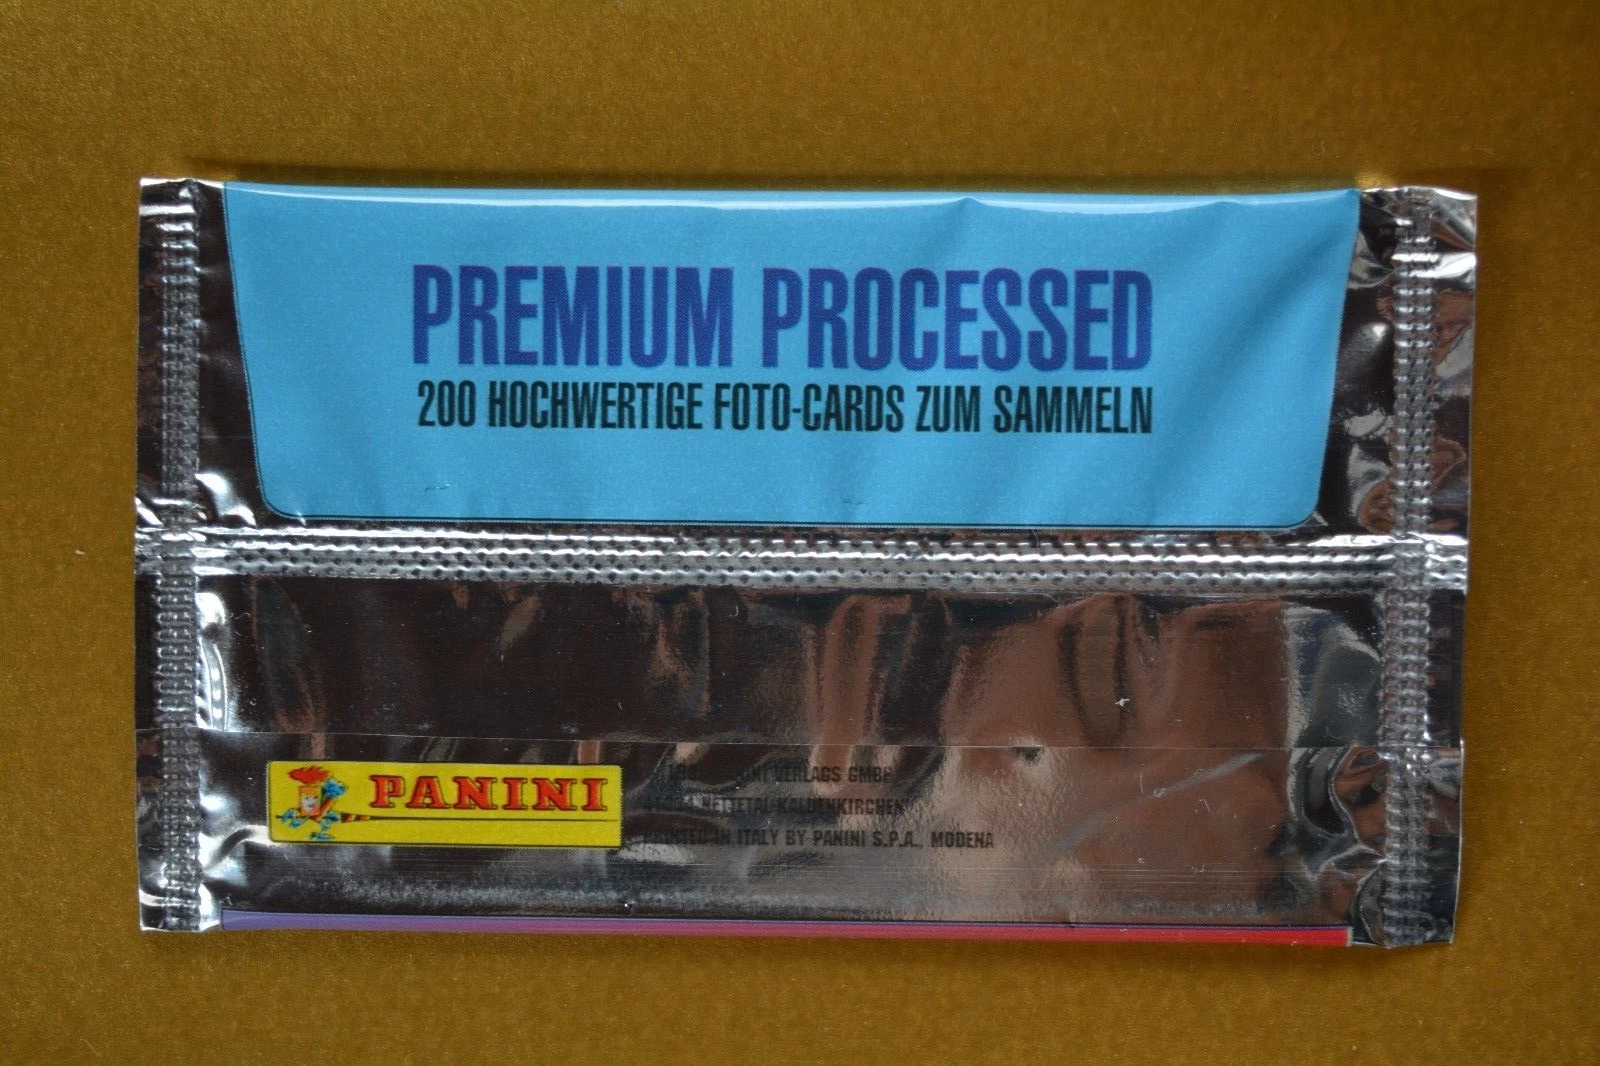 PREMIUM PROCESSED
200 HOCHWERTIGE FOTO-CARDS ZUM SAMMELN
PANINI
VERLAGS GMBH
NETTETAL-KALDENKIRCHEN
PRINTED IN ITALY BY PANINI S.P.A., MODENA